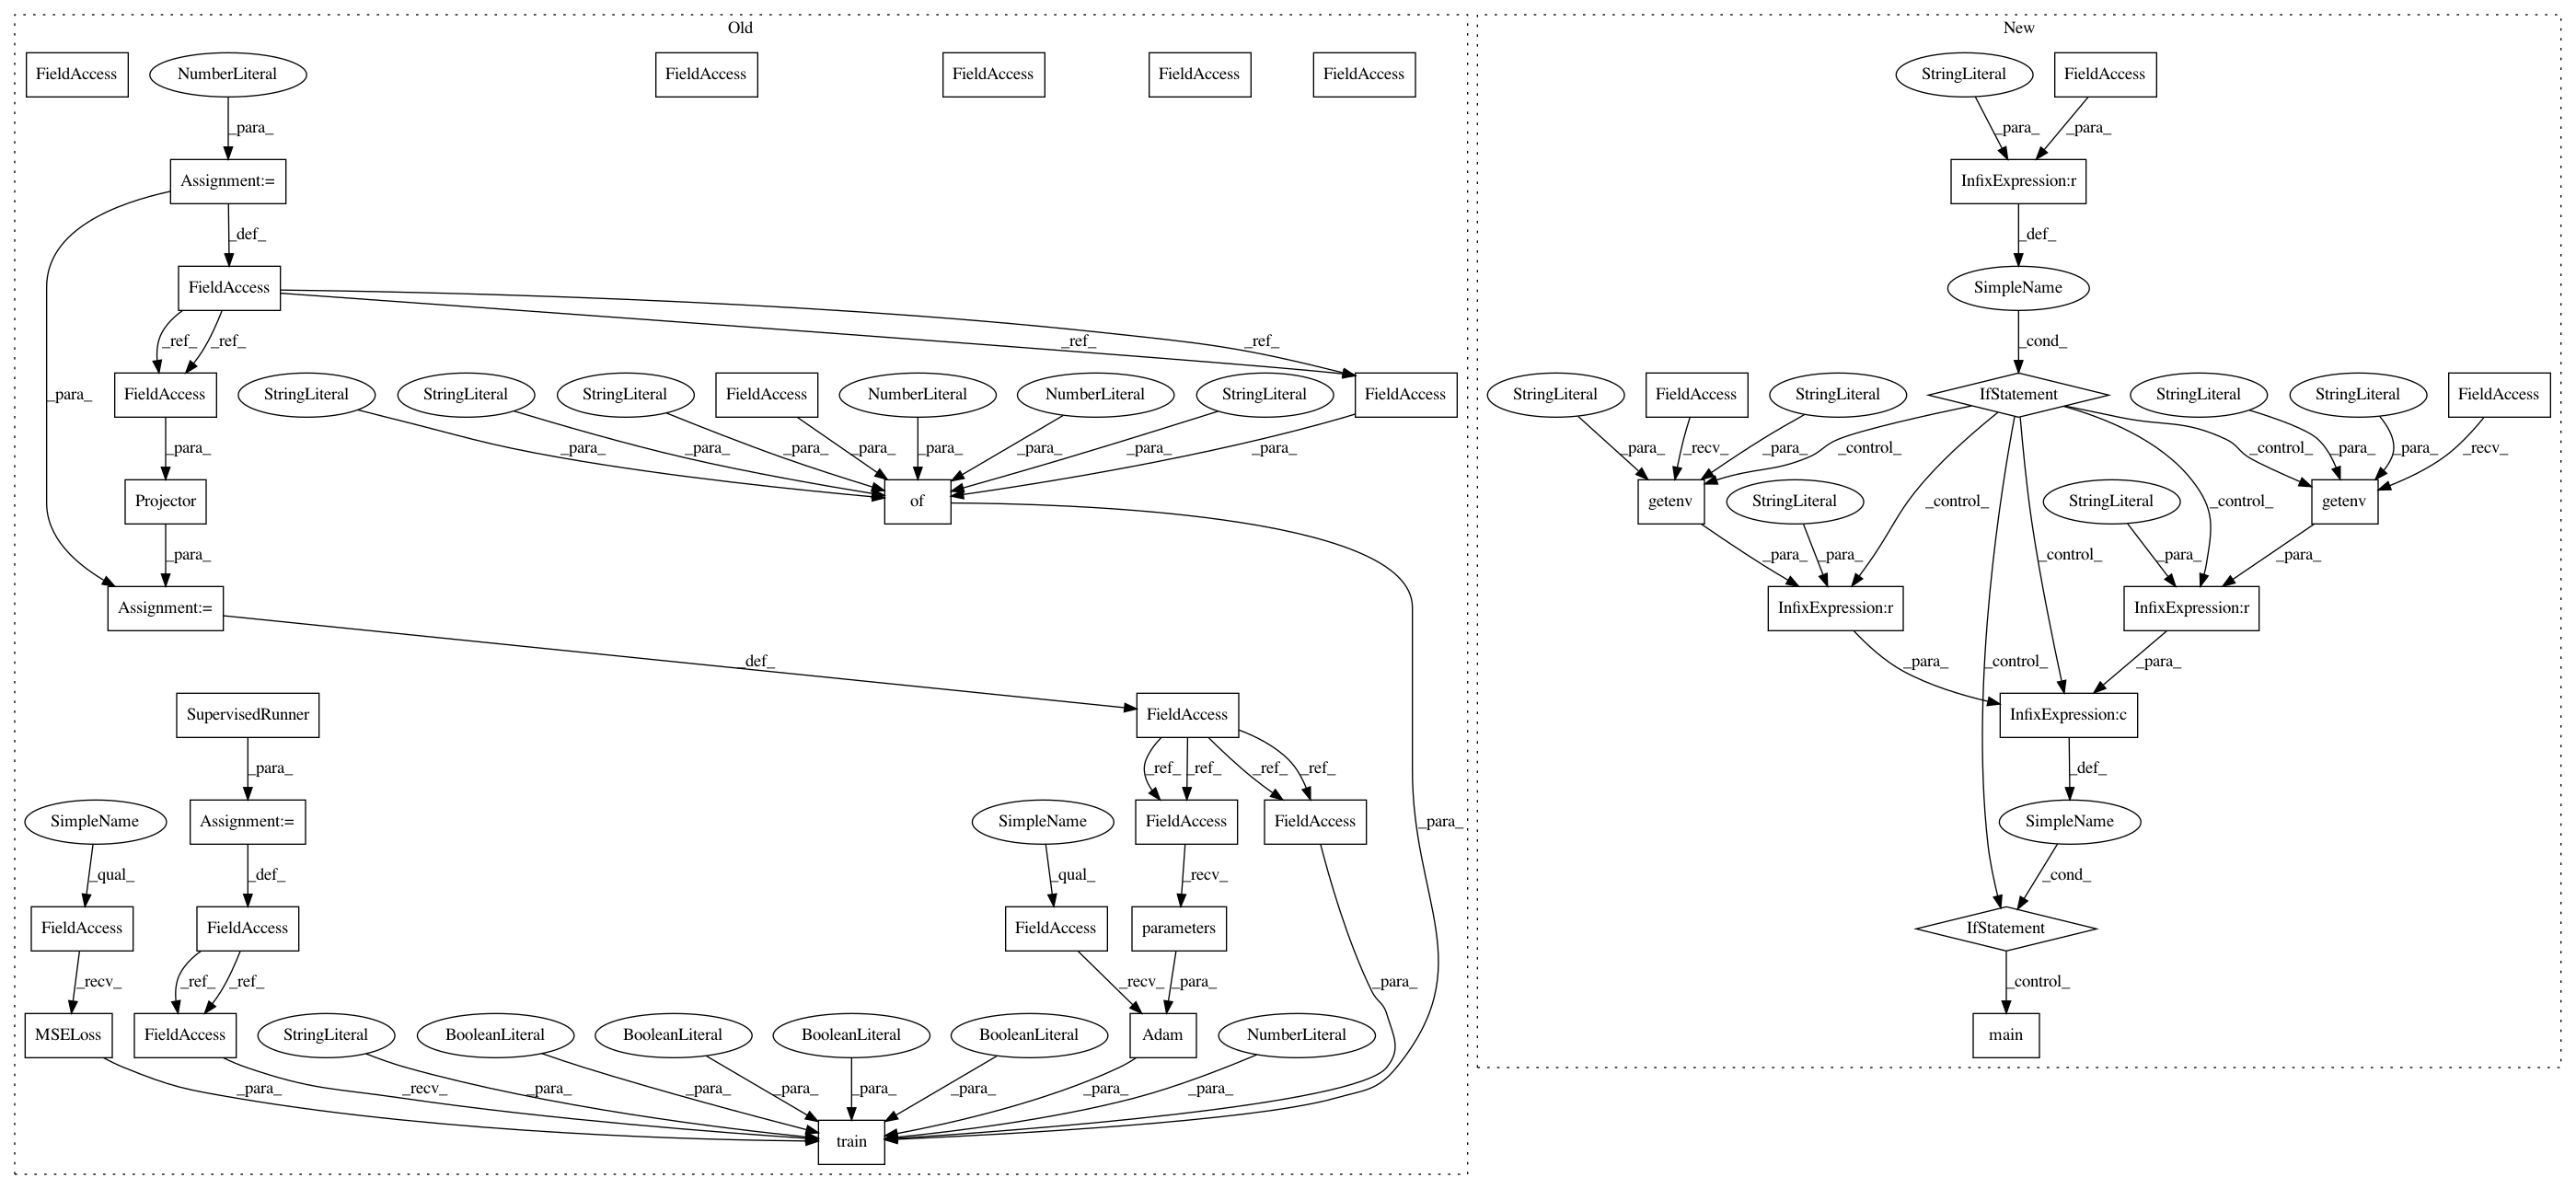 Old
New
FieldAccess
NumberLiteral
FieldAccess
FieldAccess
FieldAccess
FieldAccess
StringLiteral
FieldAccess
_para_
_para_
_para_
Assignment:=
InfixExpression:r
_def_
_def_
FieldAccess
SimpleName
_ref_
_ref_
_ref_
_ref_
_cond_
_para_
FieldAccess
StringLiteral
StringLiteral
StringLiteral
FieldAccess
NumberLiteral
NumberLiteral
StringLiteral
FieldAccess
StringLiteral
FieldAccess
StringLiteral
IfStatement
StringLiteral
StringLiteral
FieldAccess
_para_
_para_
_para_
_para_
_para_
_para_
_para_
_para_
_para_
_para_
_recv_
_para_
_control_
_control_
_para_
_para_
_recv_
Projector
of
getenv
StringLiteral
_control_
StringLiteral
_control_
getenv
_para_
_para_
_para_
_control_
_para_
_para_
Assignment:=
InfixExpression:r
InfixExpression:r
_def_
_para_
_control_
_para_
SupervisedRunner
FieldAccess
InfixExpression:c
_para_
_ref_
_ref_
_ref_
_ref_
_def_
SimpleName
Assignment:=
SimpleName
FieldAccess
FieldAccess
_para_
SimpleName
_qual_
_def_
_qual_
_recv_
_cond_
FieldAccess
FieldAccess
FieldAccess
parameters
IfStatement
_recv_
_ref_
_ref_
_recv_
_para_
_para_
_control_
MSELoss
FieldAccess
StringLiteral
BooleanLiteral
BooleanLiteral
BooleanLiteral
BooleanLiteral
Adam
NumberLiteral
main
_para_
_recv_
_para_
_para_
_para_
_para_
_para_
_para_
_para_
train